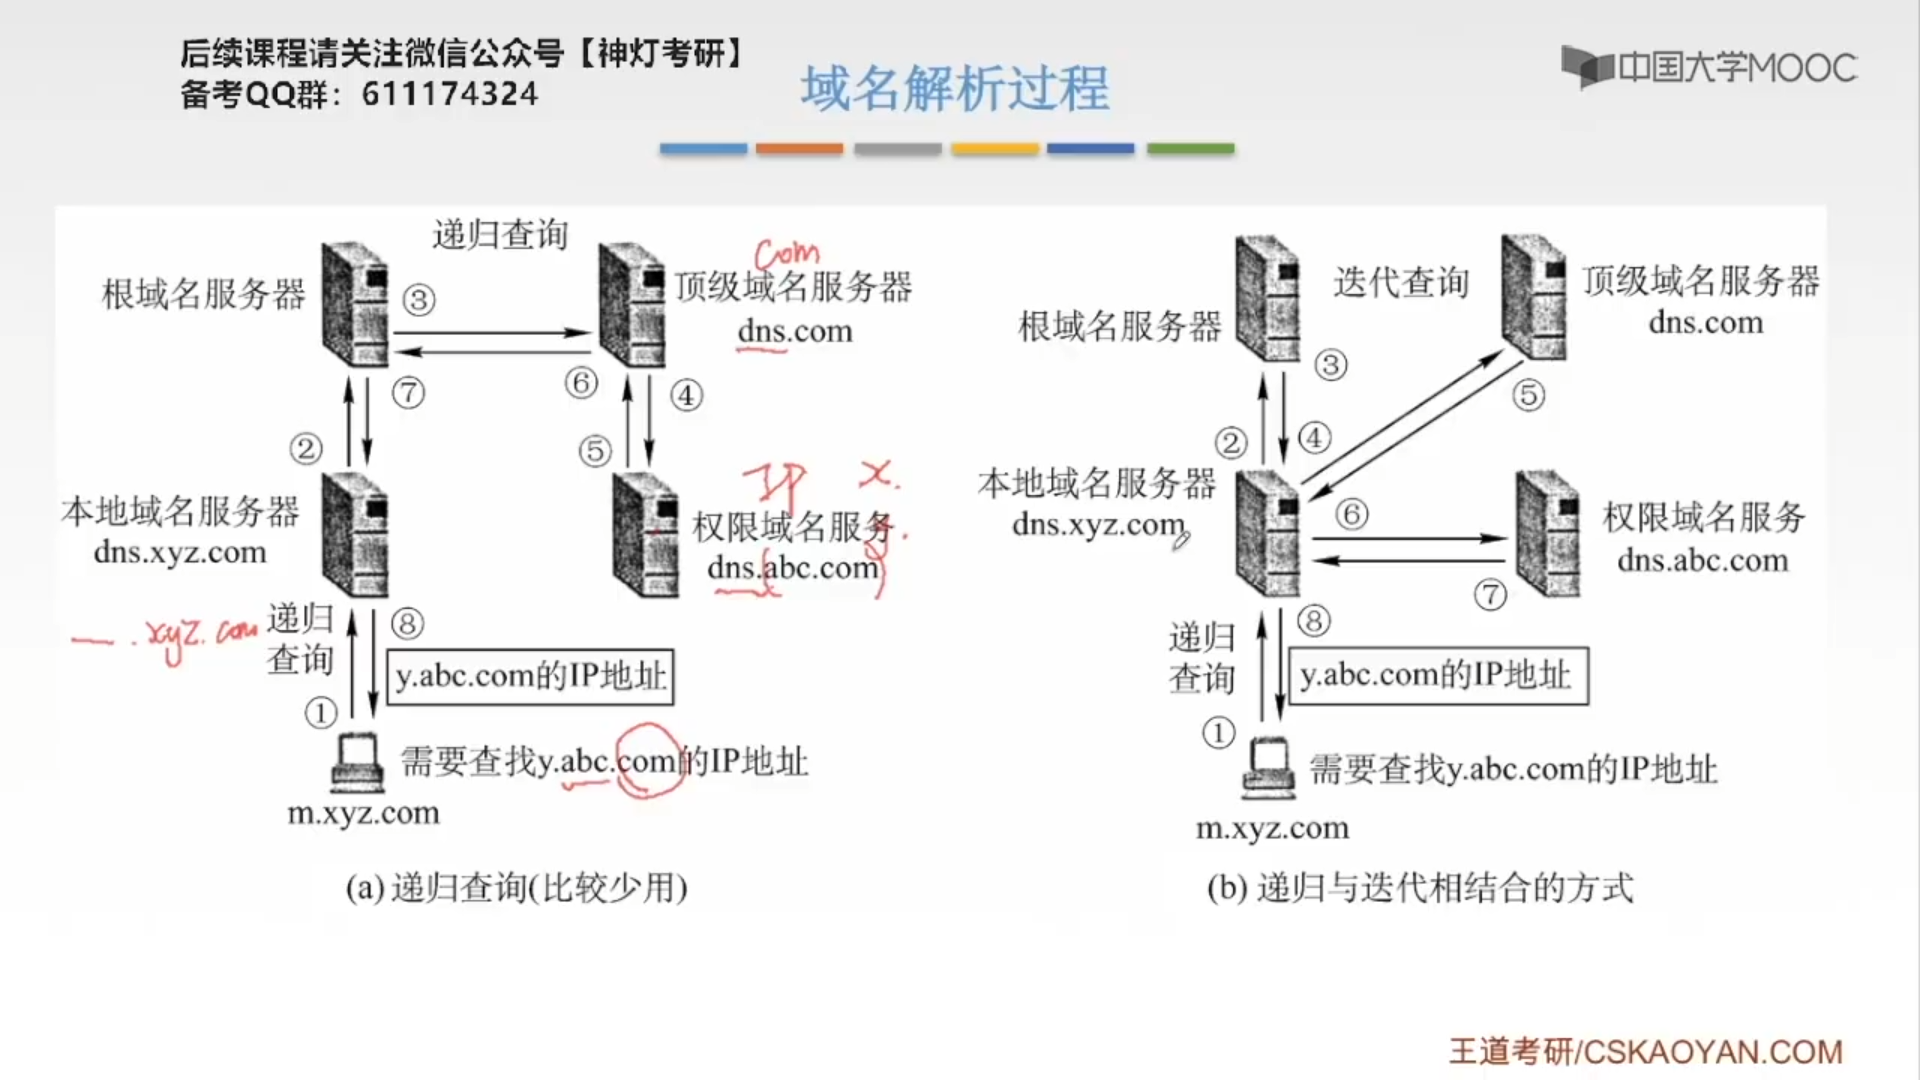 后续课程请关注微信公众号【神灯考研】
备考QQ群：611174324
域名解析过程
中国大学MOOC
递归查询
com
根域名服务器
③
顶级域名服务器
dns.com
⑦
⑥
④
②
⑤
IP
x.
本地域名服务器
dns.xyz.com
权限域名服务
dns.abc.com
.xyz.com
递归
查询
⑧
y.abc.com的IP地址
①
需要查找y.abc.com的IP地址
m.xyz.com
(a) 递归查询(比较少用)
迭代查询
顶级域名服务器
dns.com
根域名服务器
③
⑤
②
④
本地域名服务器
dns.xyz.com
⑥
权限域名服务
dns.abc.com
⑦
递归
查询
⑧
y.abc.com的IP地址
①
需要查找y.abc.com的IP地址
m.xyz.com
(b) 递归与迭代相结合的方式
王道考研/CSKAOYAN.COM